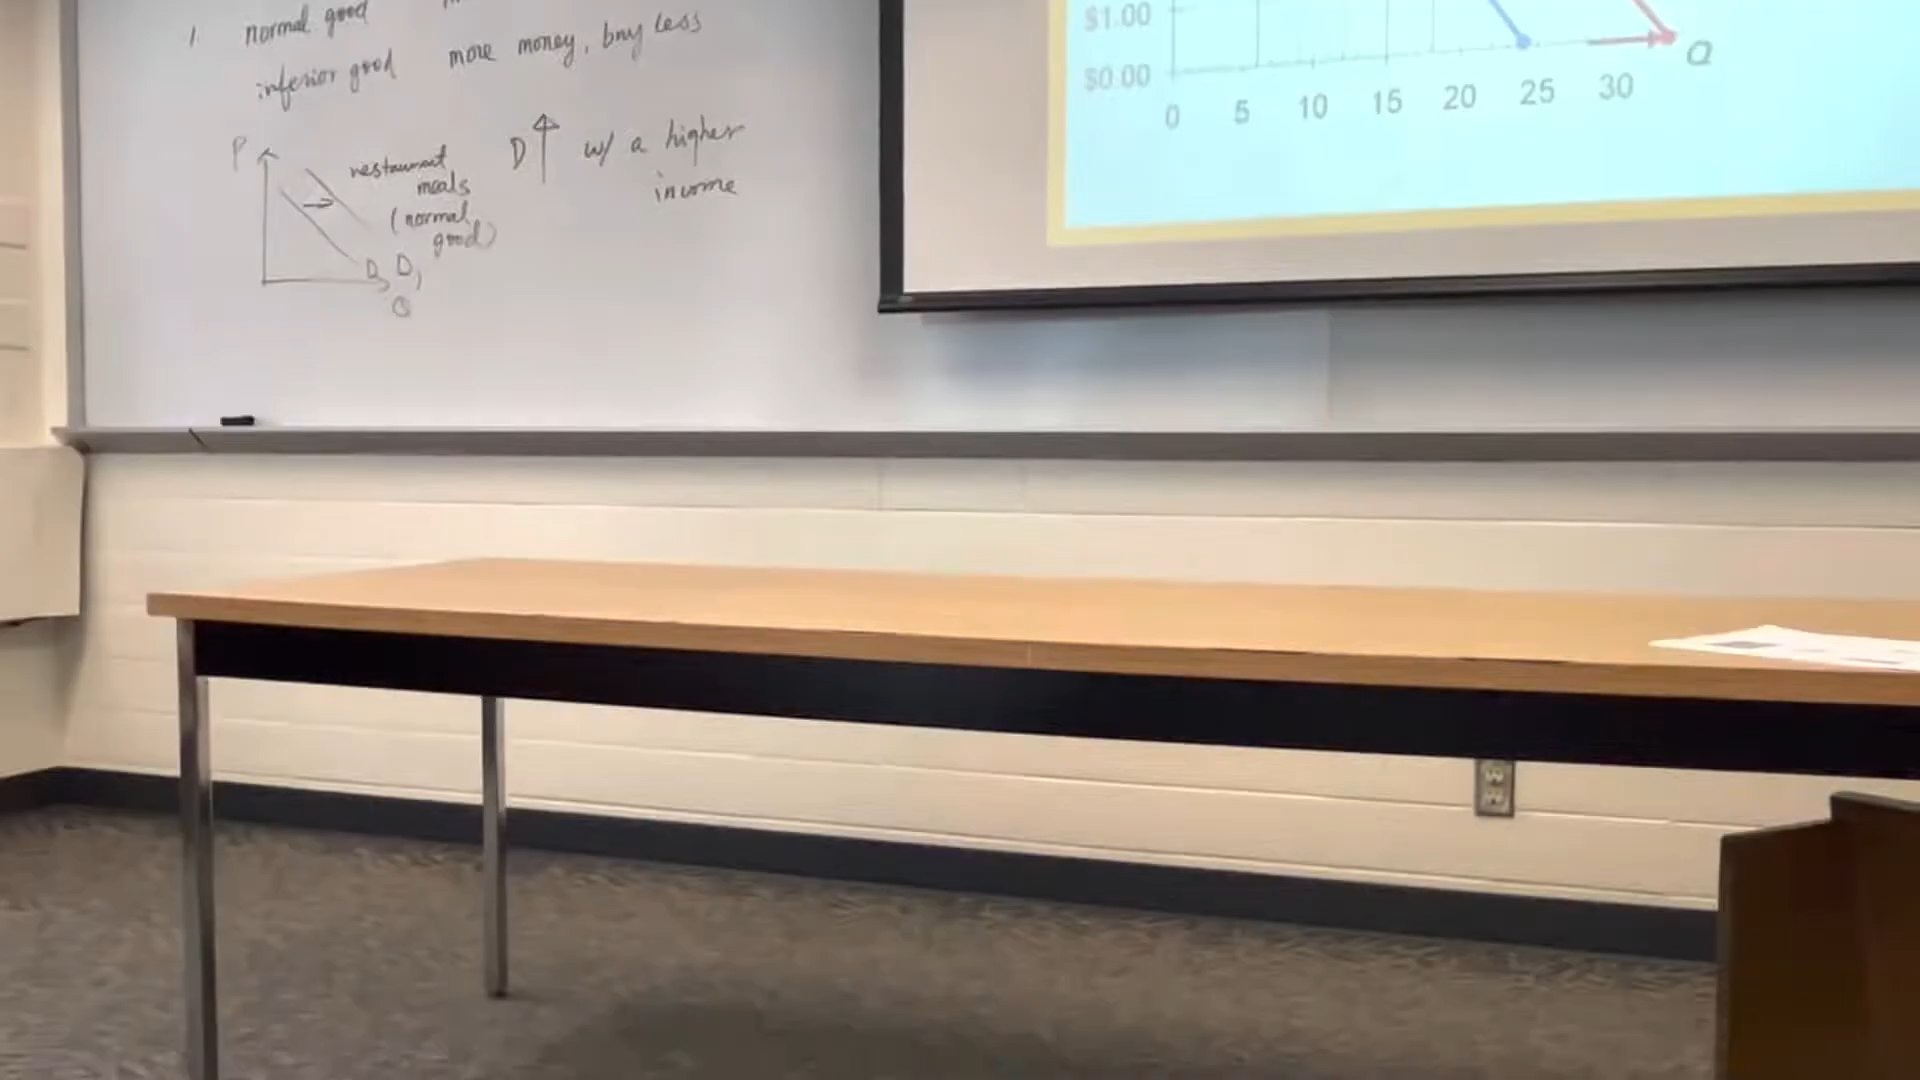 1. normal good
inferior good more money, buy less
P
restaurant
meals
(normal
good)
D D1
Q
D↑ w/ a higher
income
$1.00
$0.00
0 5 10 15 20 25 30
Q